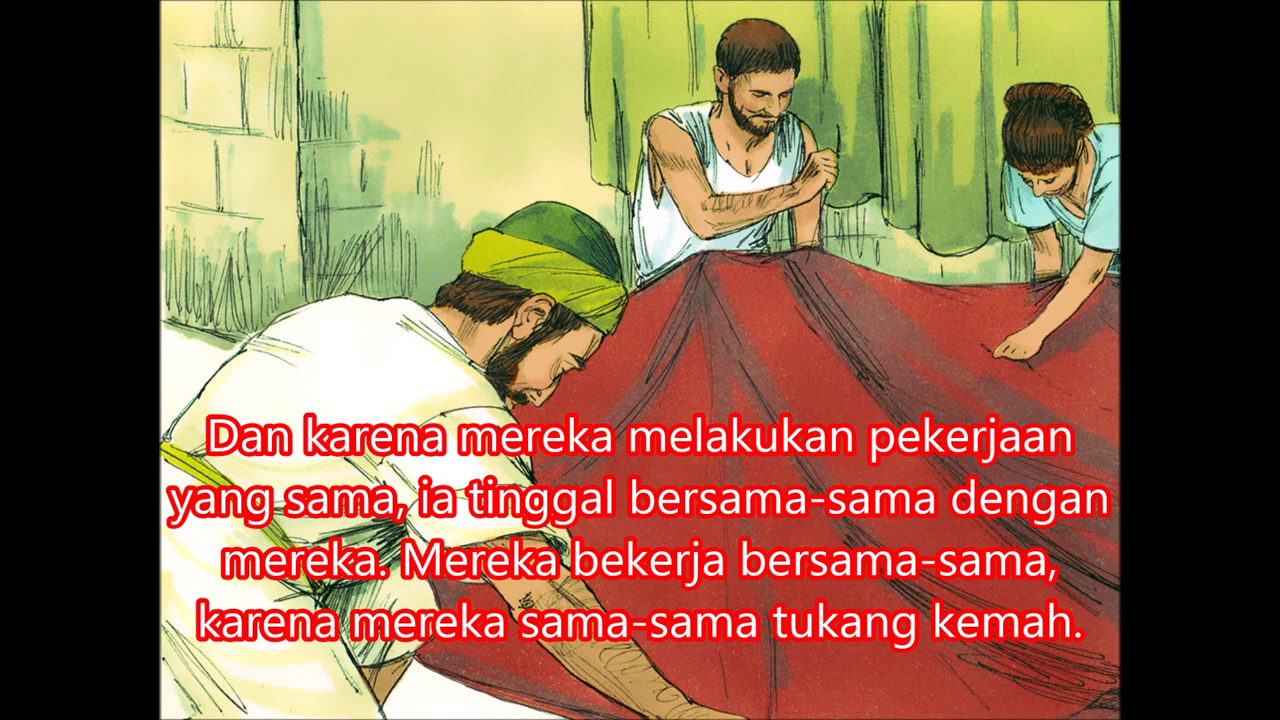 Dan karena mereka melakukan pekerjaan
yang sama, ia tinggal bersama-sama dengan
mereka. Mereka bekerja bersama-sama,
karena mereka sama-sama tukang kemah.